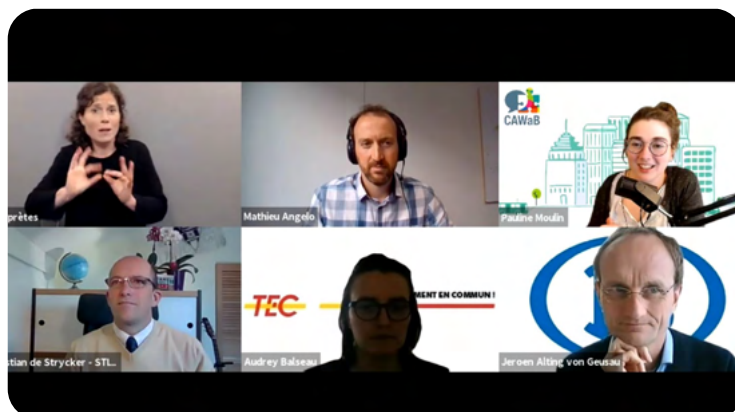 CAWaB
prètes
Mathieu Angelo
Pauline Moulin
TEC
MENT EN COMMUN !
stian de Strycker - STL..
Audrey Balseau
Jeroen Alting von Geusau